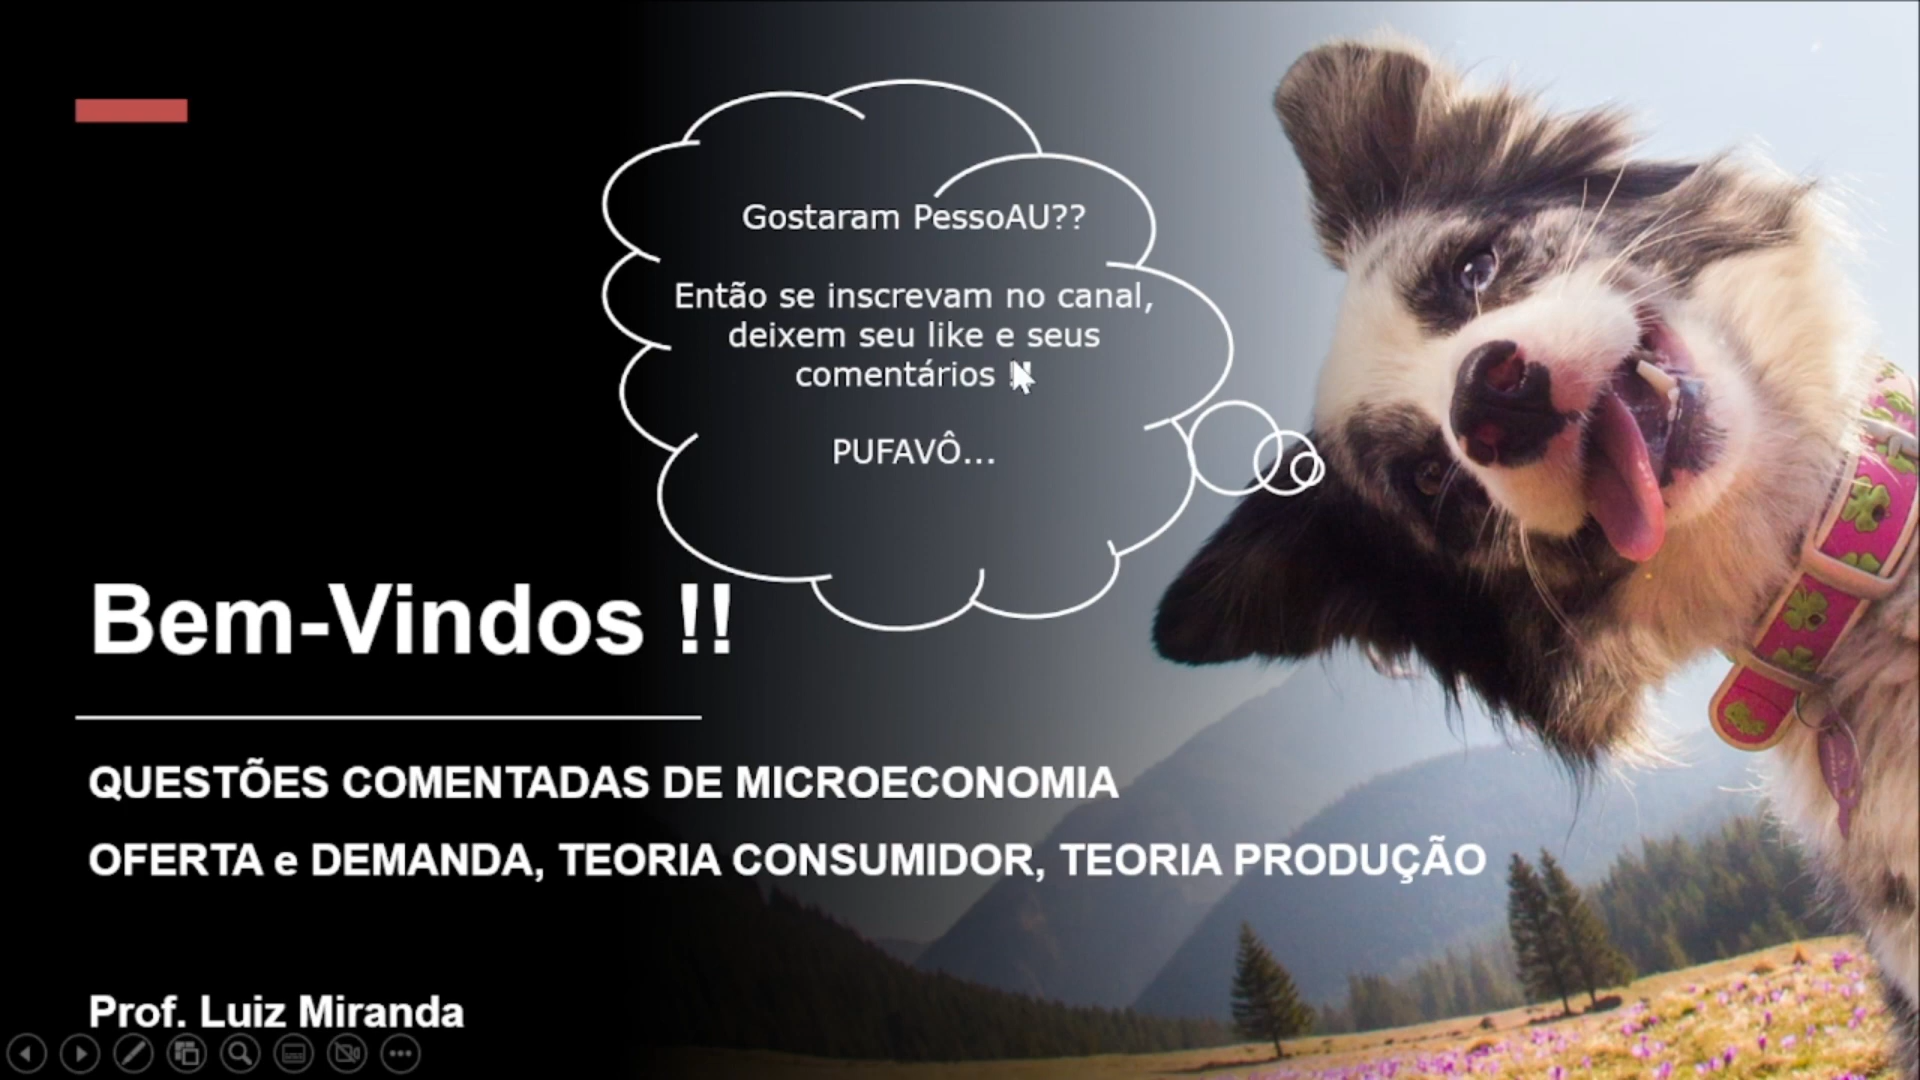 Gostaram PessoAU??
Então se inscrevam no canal,
deixem seu like e seus
comentários
PUFAVÔ...
Bem-Vindos !!
QUESTÕES COMENTADAS DE MICROECONOMIA
OFERTA e DEMANDA, TEORIA CONSUMIDOR, TEORIA PRODUÇÃO
Prof. Luiz Miranda